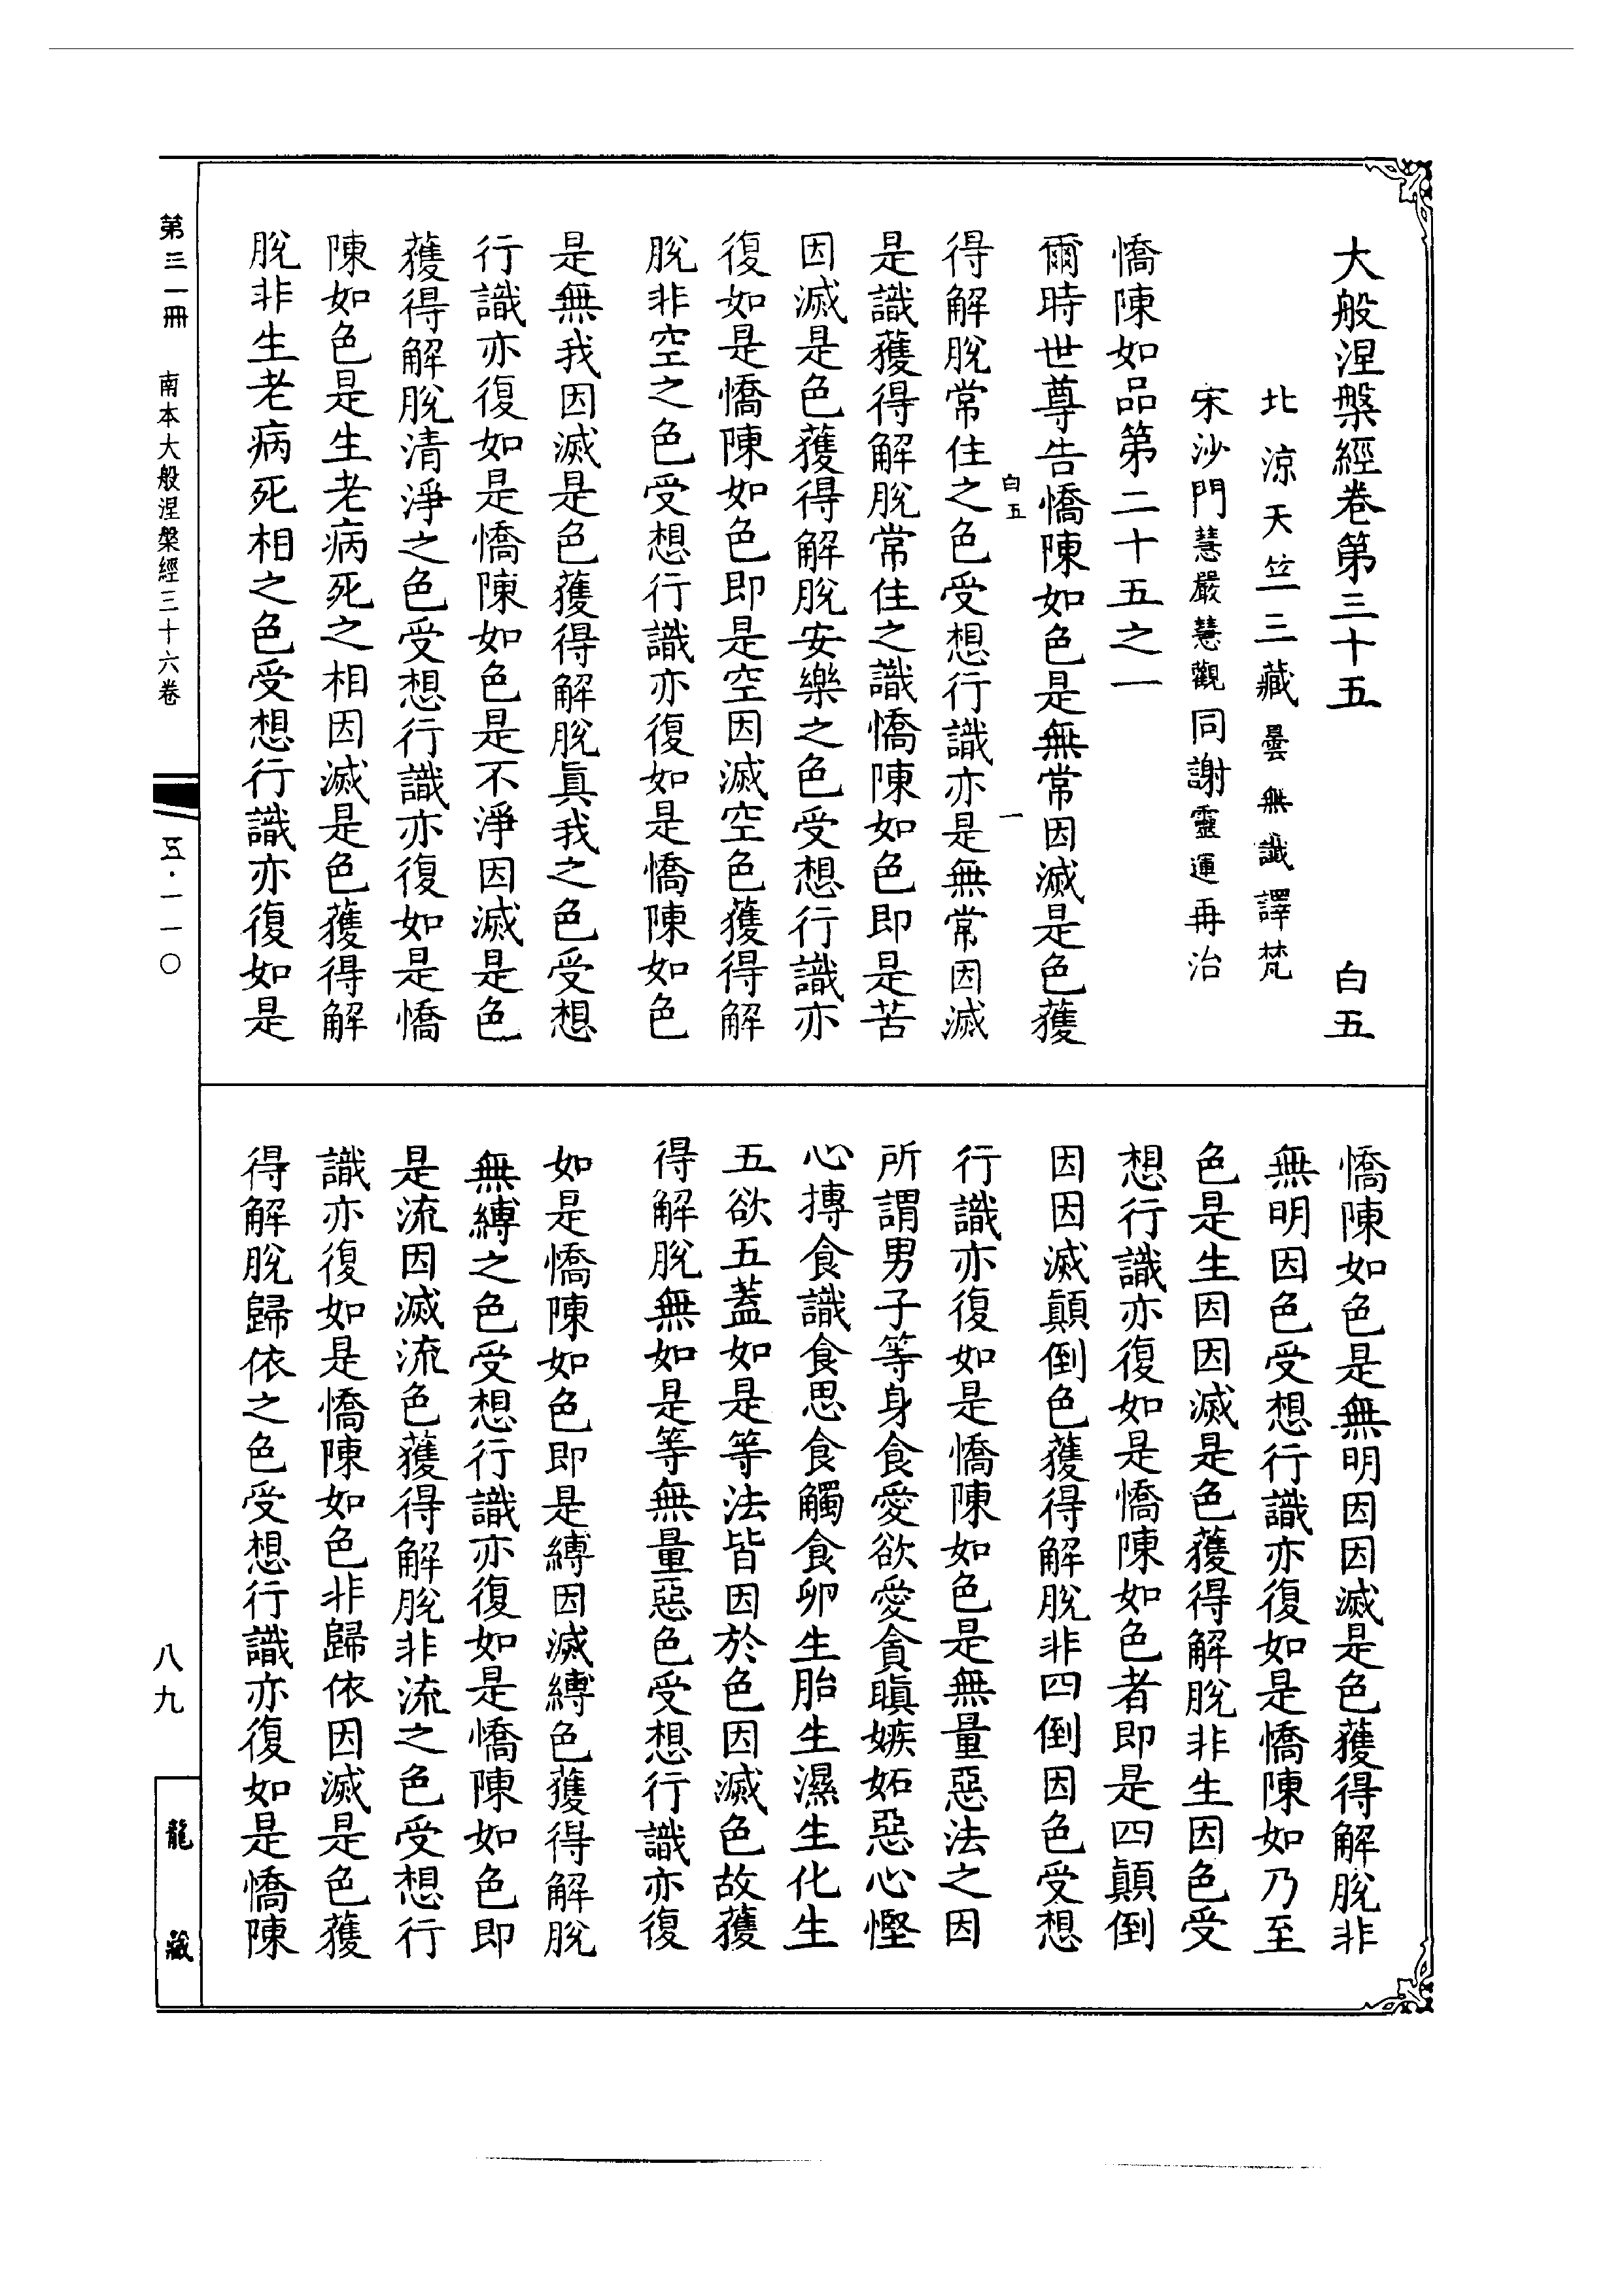 大般涅槃經卷第三十五 白五
北涼天竺三藏曇無讖譯梵
宋沙門慧嚴慧觀同謝靈運再治
憍陳如品第二十五之一
爾時世尊告憍陳如色是無常因滅是色獲
白五 一
得解脫常住之色受想行識亦是無常因滅
是識獲得解脫常住之識憍陳如色即是苦
因滅是色獲得解脫安樂之色受想行識亦
復如是憍陳如色即是空因滅空色獲得解
脫非空之色受想行識亦復如是憍陳如色
是無我因滅是色獲得解脫眞我之色受想
行識亦復如是憍陳如色是不淨因滅是色
獲得解脫清淨之色受想行識亦復如是憍
陳如色是生老病死之相因滅是色獲得解
脫非生老病死相之色受想行識亦復如是
憍陳如色是無明因因滅是色獲得解脫非
無明因色受想行識亦復如是憍陳如乃至
色是生因因滅是色獲得解脫非生因色受
想行識亦復如是憍陳如色者即是四顚倒
因因滅顚倒色獲得解脫非四倒因色受想
行識亦復如是憍陳如色是無量惡法之因
所謂男子等身食愛欲愛貪瞋嫉妬惡心慳
心摶食識食思食觸食卵生胎生濕生化生
五欲五蓋如是等法皆因於色因滅色故獲
得解脫無如是等無量惡色受想行識亦復
如是憍陳如色即是縛因滅縛色獲得解脫
無縛之色受想行識亦復如是憍陳如色即
是流因滅流色獲得解脫非流之色受想行
識亦復如是憍陳如色非歸依因滅是色獲
得解脫歸依之色受想行識亦復如是憍陳
第三一冊 南本大般涅槃經三十六卷 五·一一〇 八九 龍藏